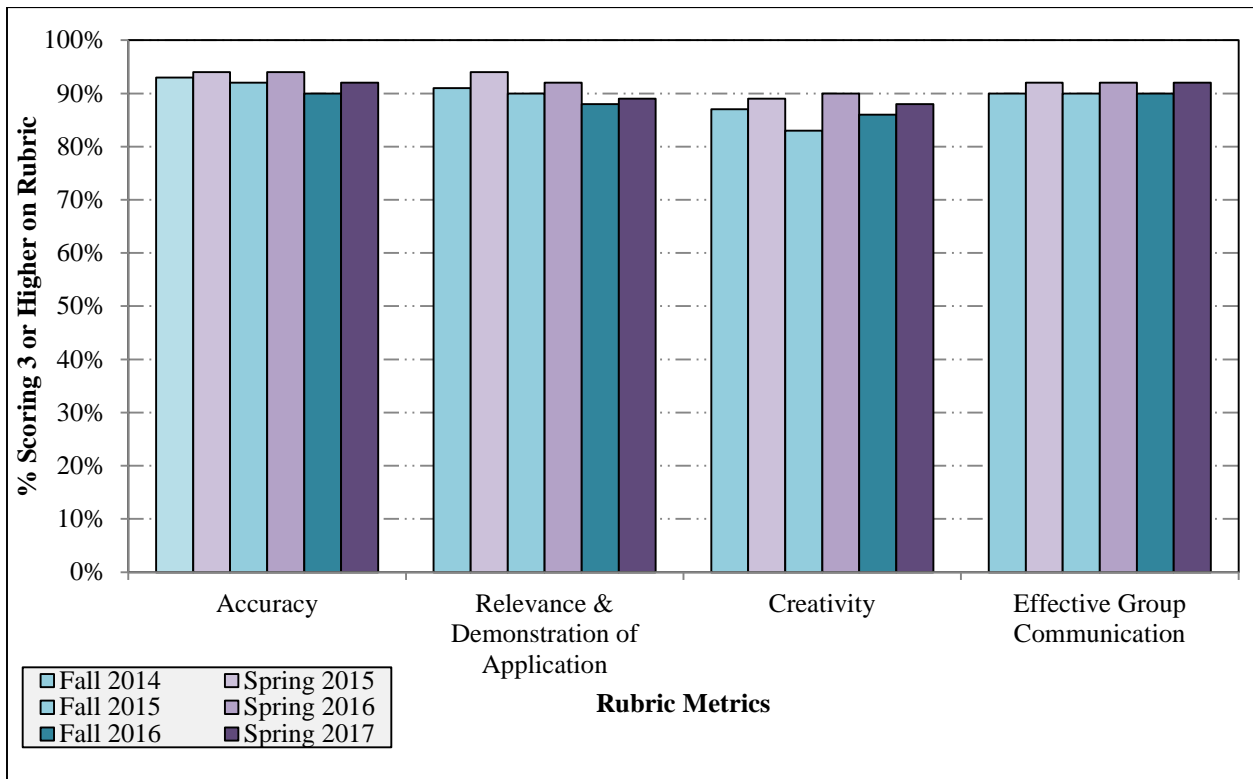 100%
90%
80%
70%
60%
50%
40%
30%
20%
10%
0%
% Scoring 3 or Higher on Rubric
Accuracy
Relevance &
Demonstration of
Application
Creativity
Effective Group
Communication
Rubric Metrics
Fall 2014
Spring 2015
Fall 2015
Spring 2016
Fall 2016
Spring 2017